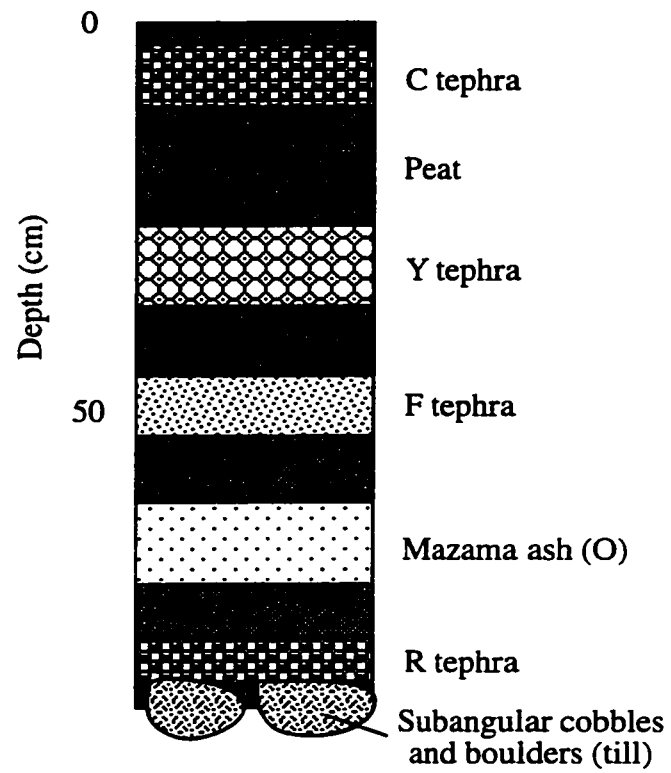 0
C tephra
Peat
Y tephra
Depth (cm)
50
F tephra
Mazama ash (O)
R tephra
Subangular cobbles
and boulders (till)